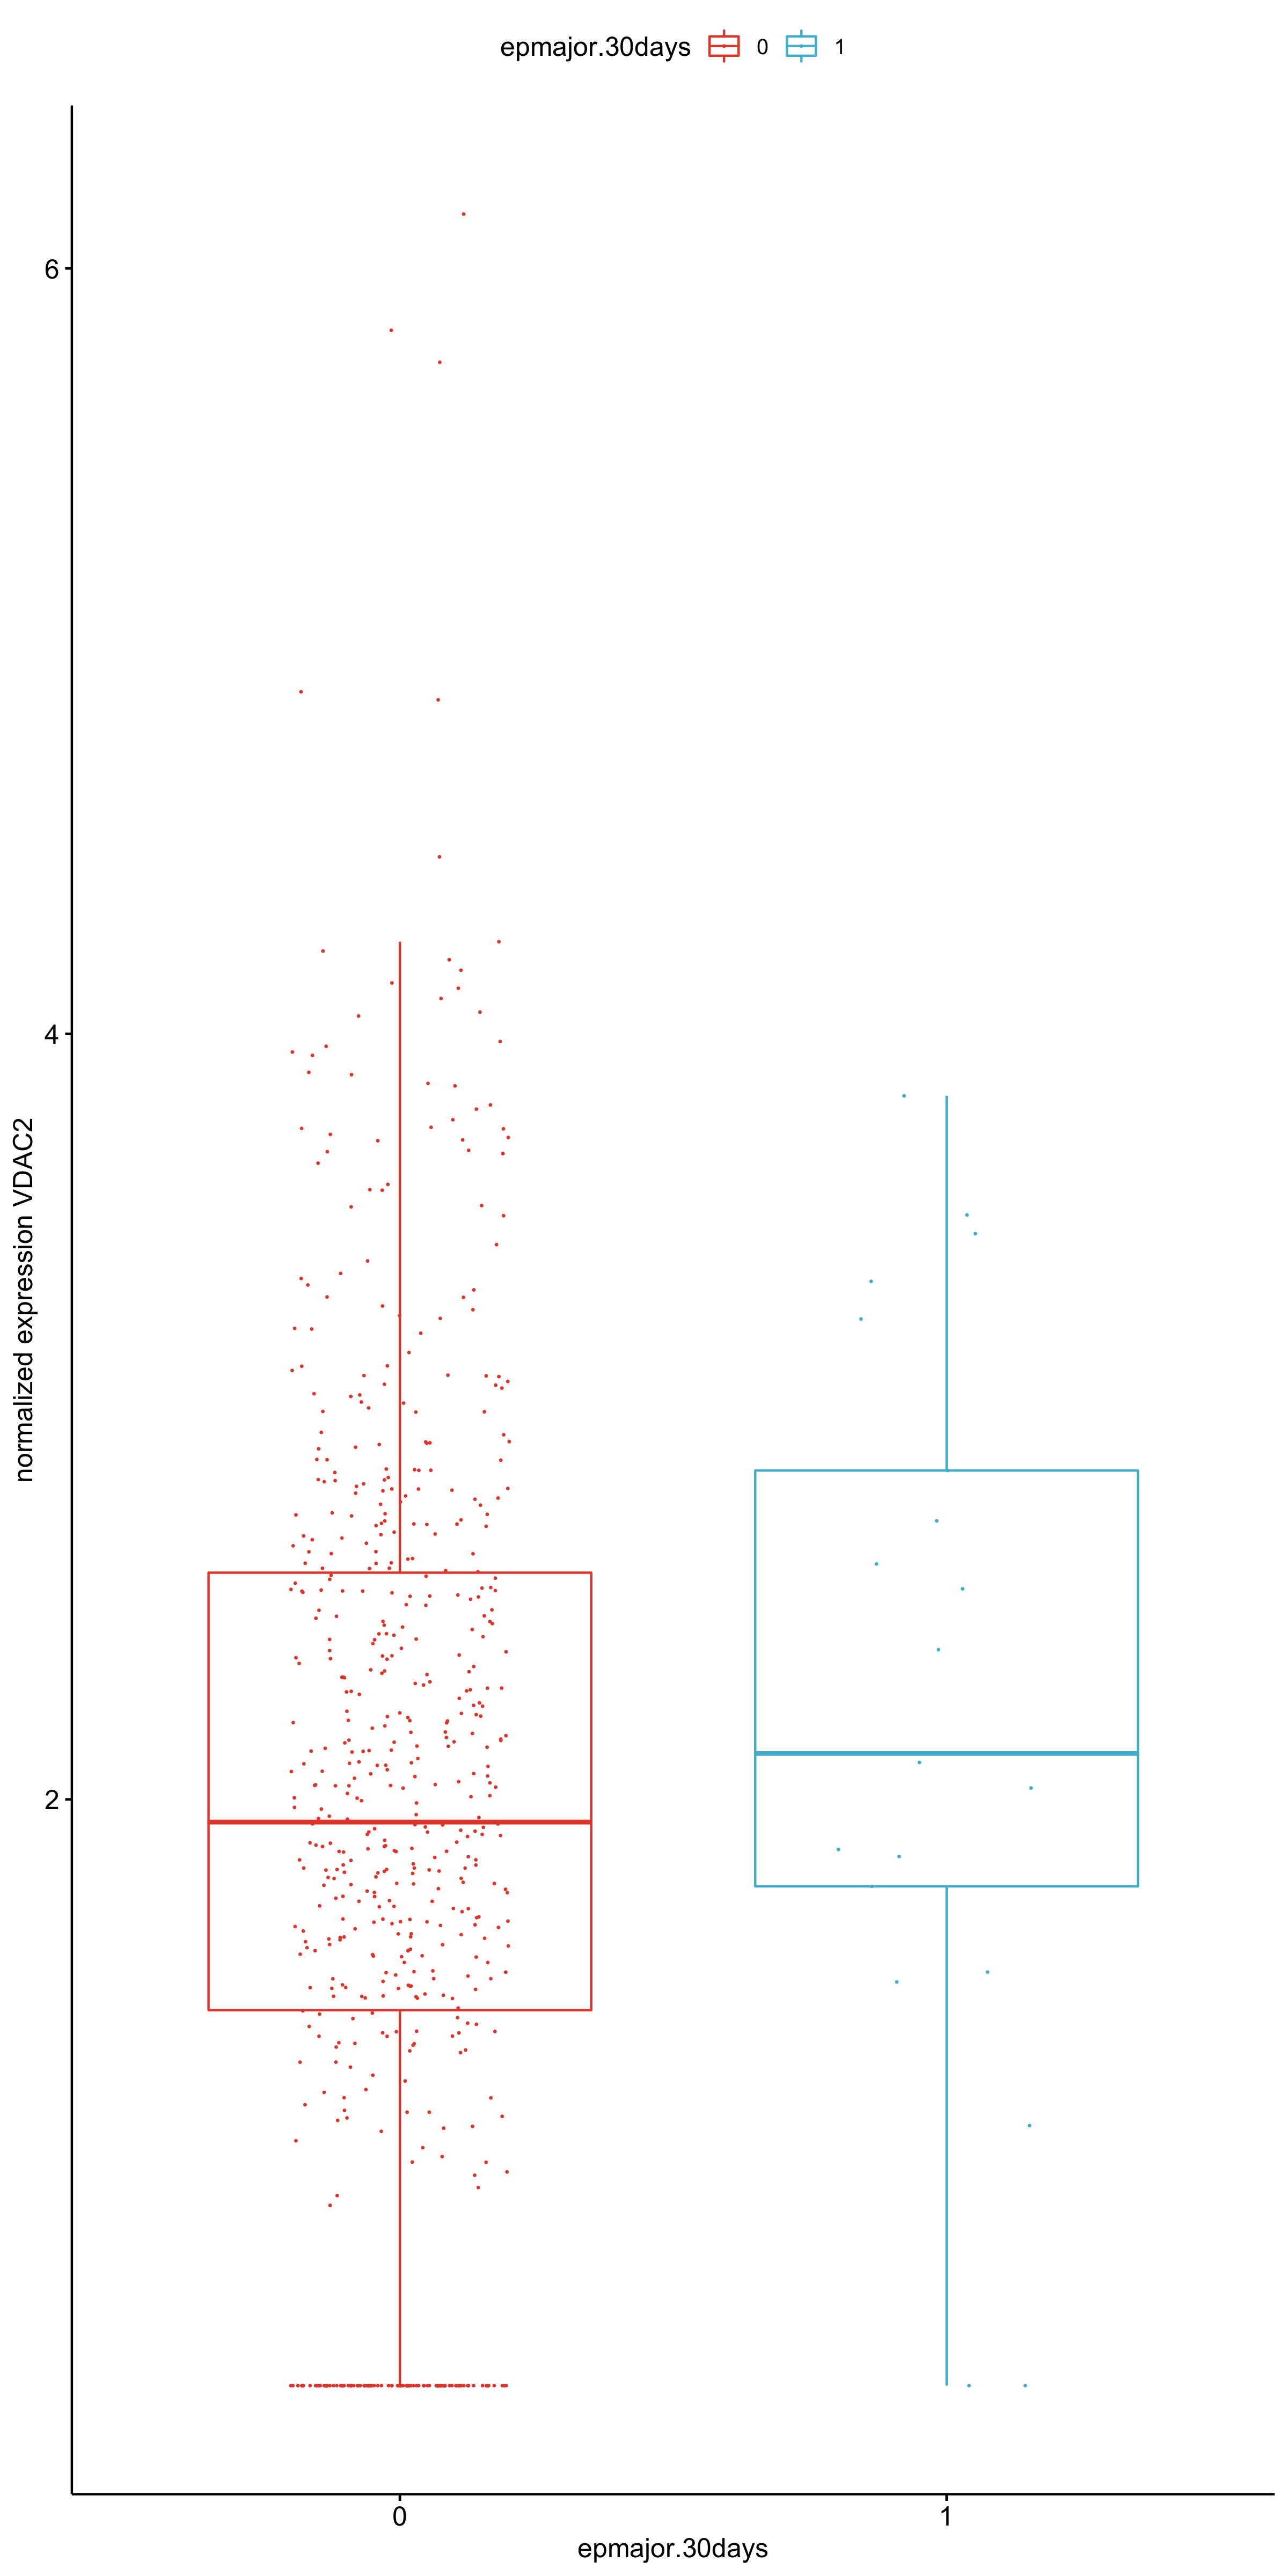 epmajor.30days 0 1
6
4
2
normalized expression VDAC2
0 1
epmajor.30days